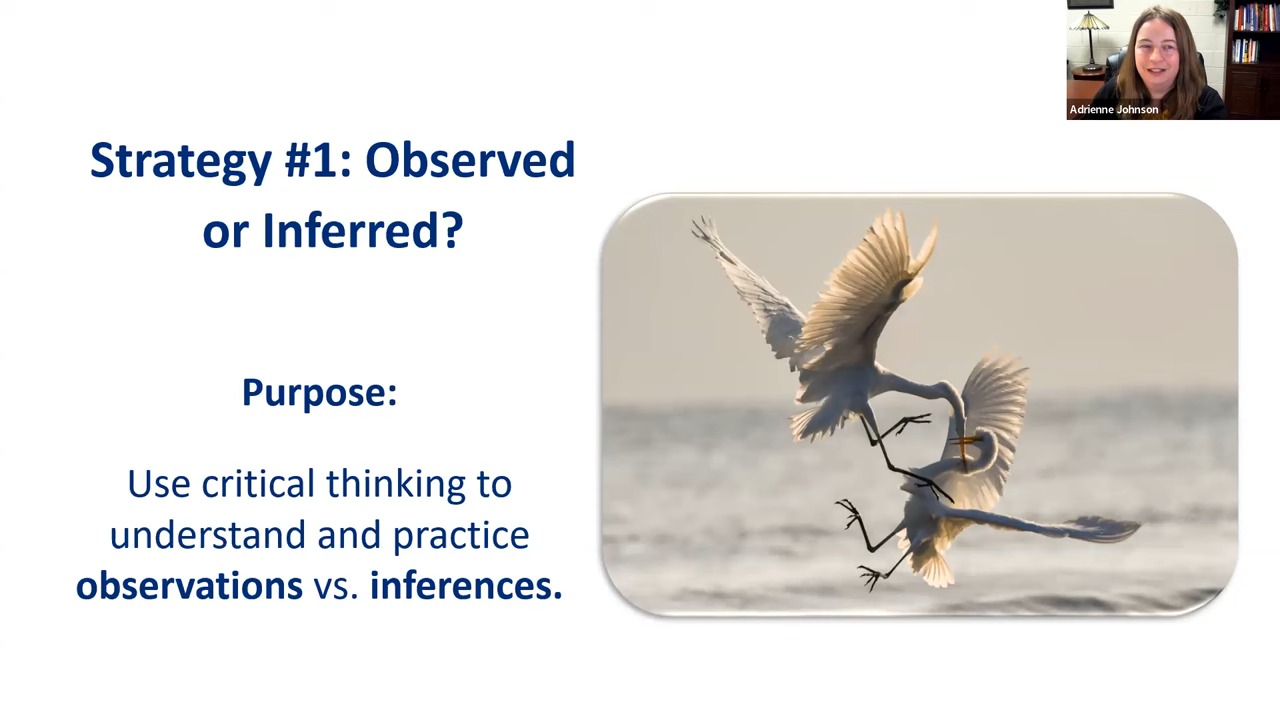 Adrienne Johnson
Strategy #1: Observed
or Inferred?
Purpose:
Use critical thinking to
understand and practice
observations vs. inferences.